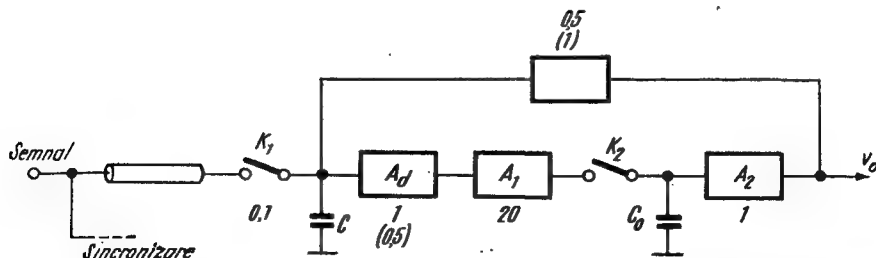 0,5
(1)
Semnal
K1
K2
Ad
A1
A2
vo
0,1
C
1
(0,5)
20
Co
1
Sincronizare